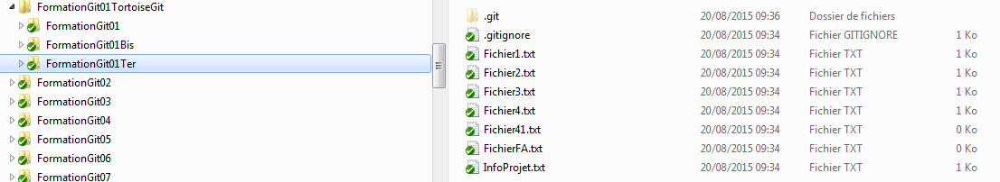 FormationGit01TortoiseGit
FormationGit01
FormationGit01Bis
FormationGit01Ter
FormationGit02
FormationGit03
FormationGit04
FormationGit05
FormationGit06
FormationGit07
.git 20/08/2015 09:36 Dossier de fichiers
.gitignore 20/08/2015 09:34 Fichier GITIGNORE 1 Ko
Fichier1.txt 20/08/2015 09:34 Fichier TXT 1 Ko
Fichier2.txt 20/08/2015 09:34 Fichier TXT 1 Ko
Fichier3.txt 20/08/2015 09:34 Fichier TXT 1 Ko
Fichier4.txt 20/08/2015 09:34 Fichier TXT 1 Ko
Fichier41.txt 20/08/2015 09:34 Fichier TXT 0 Ko
FichierFA.txt 20/08/2015 09:34 Fichier TXT 0 Ko
InfoProjet.txt 20/08/2015 09:34 Fichier TXT 1 Ko